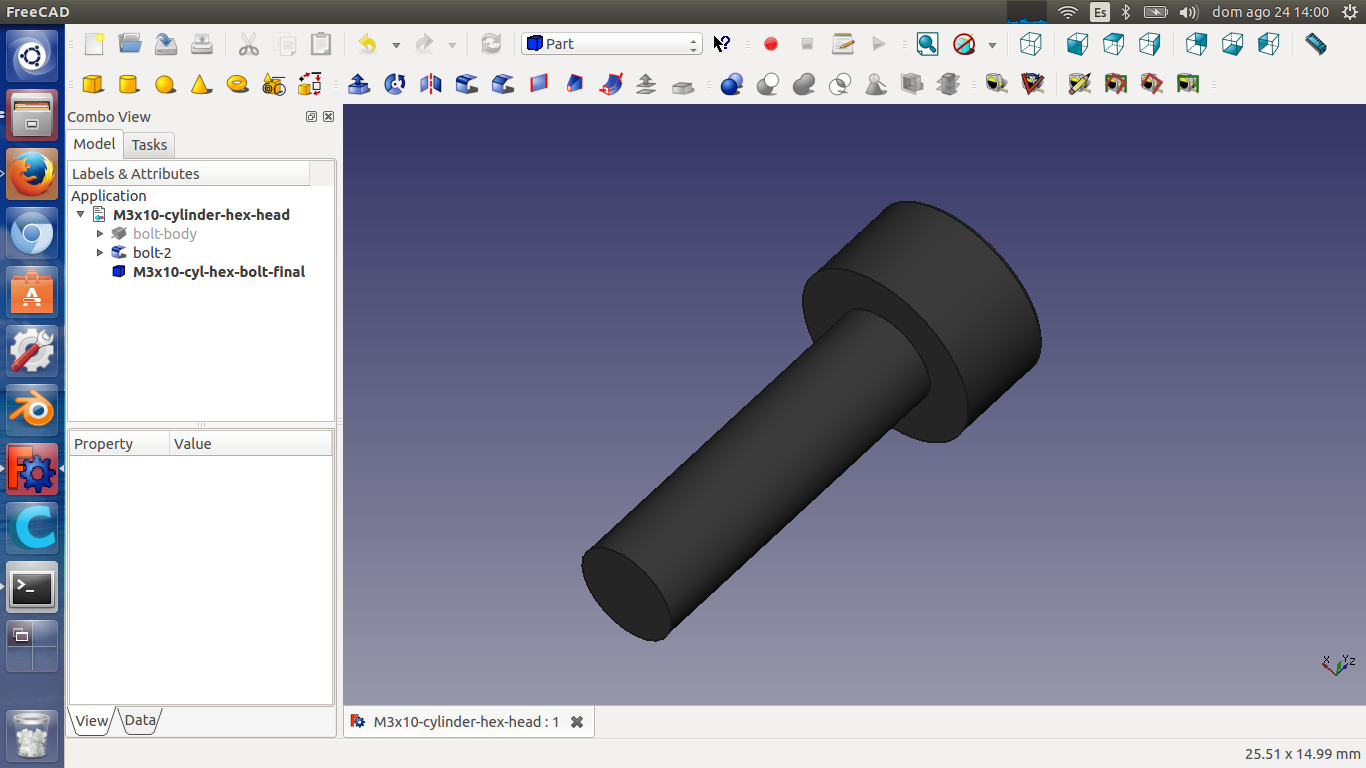 FreeCAD
Es
dom ago 24 14:00
Part
Combo View
Model
Tasks
Labels & Attributes
Application
M3x10-cylinder-hex-head
bolt-body
bolt-2
M3x10-cyl-hex-bolt-final
Property
Value
View
Data
X
Y
Z
M3x10-cylinder-hex-head : 1
25.51 x 14.99 mm